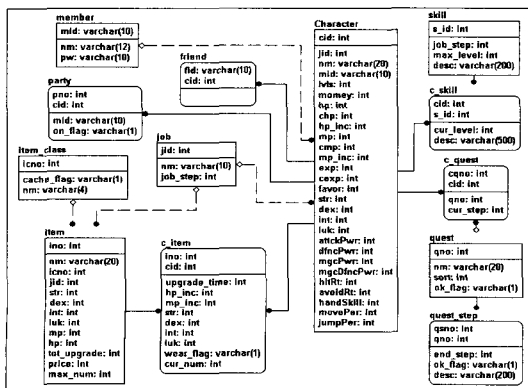 member
mid: varchar(10)
nm: varchar(12)
pw: varchar(10)
party
pno: int
cid: int
mid: varchar(10)
on_flag: varchar(1)
friend
fid: varchar(10)
cid: int
item_class
icno: int
cache_flag: varchar(1)
nm: varchar(4)
job
jid: int
nm: varchar(10)
job_step: int
item
ino: int
nm: varchar(20)
icno: int
jid: int
str: int
dex: int
int: int
luk: int
mp: int
hp: int
tot_upgrade: int
price: int
max_num: int
c_item
ino: int
cid: int
upgrade_time: int
hp_inc: int
mp_inc: int
str: int
dex: int
int: int
luk: int
wear_flag: varchar(1)
cur_num: int
Character
cid: int
jid: int
nm: varchar(20)
mid: varchar(10)
lvls: int
momey: int
hp: int
chp: int
hp_inc: int
mp: int
cmp: int
mp_inc: int
exp: int
cexp: int
favor: int
str: int
dex: int
int: int
luk: int
attckPwr: int
dfncPwr: int
mgcPwr: int
mgcDfncPwr: int
hitRt: int
avoidRt: int
handSkill: int
movePer: int
jumpPer: int
skill
s_id: int
job_step: int
max_level: int
desc: varchar(200)
c_skill
cid: int
s_id: int
cur_level: int
desc: varchar(500)
c_quest
cqno: int
cid: int
qno: int
cur_step: int
quest
qno: int
nm: varchar(20)
sort: int
ok_flag: varchar(1)
quest_step
qsno: int
qno: int
end_step: int
ok_flag: varchar(1)
desc: varchar(200)